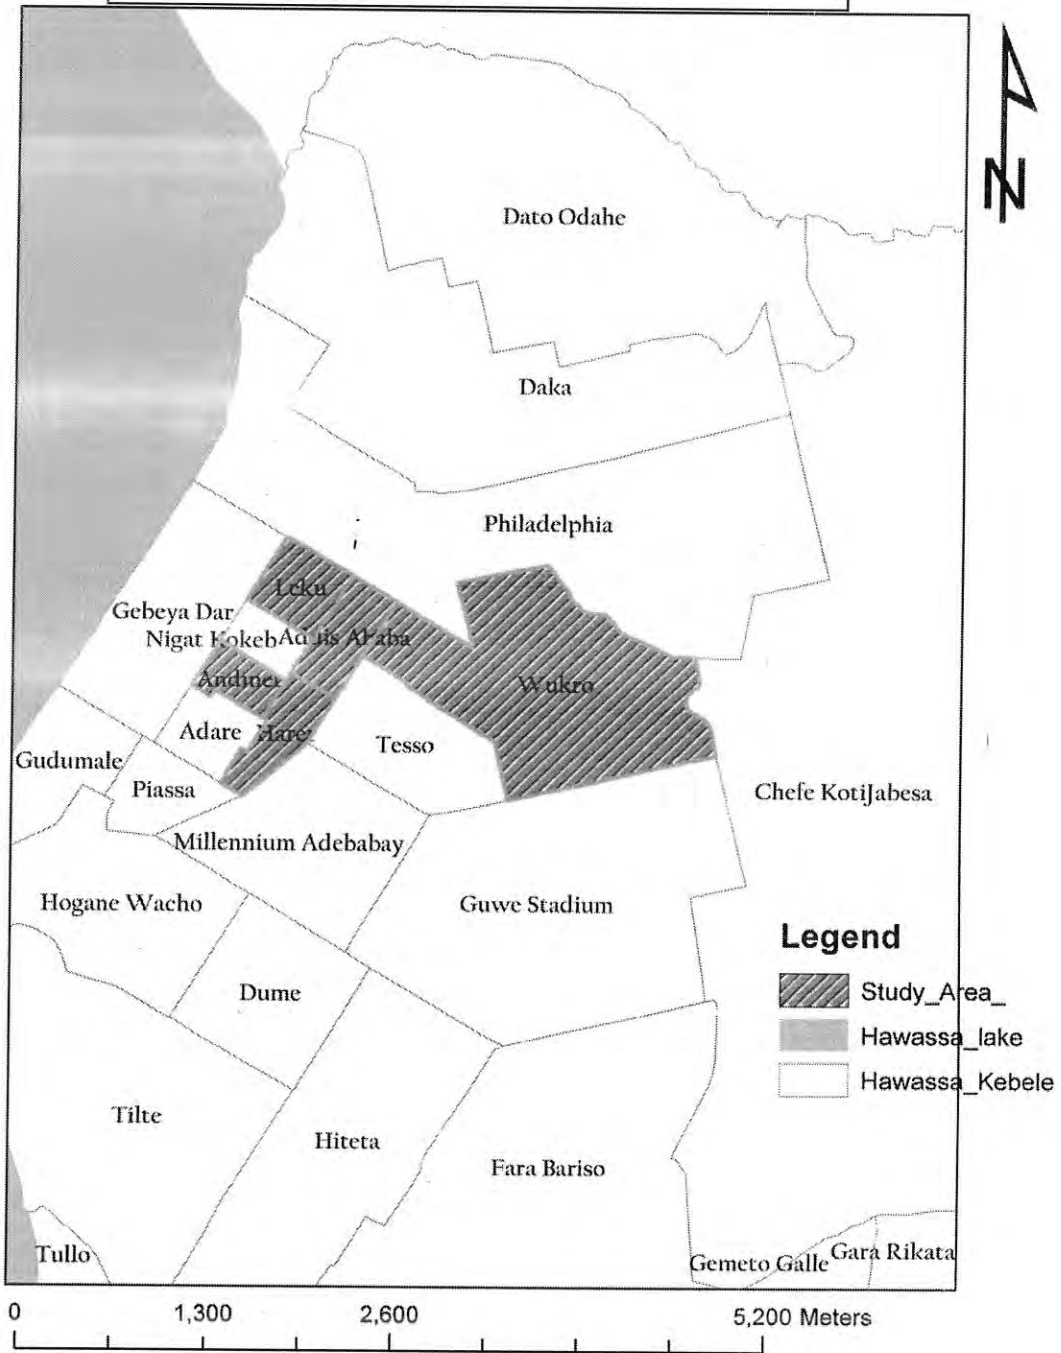 N
Dato Odahe
Daka
Philadelphia
Leku
Gebeya Dar
Nigat Kokeb
Addis Ababa
Wukro
Adare
Tesso
Gudumale
Piassa
Chefe KotiJabesa
Millennium Adebabay
Hogane Wacho
Guwe Stadium
Legend
Dume
Study_Area_
Hawassa_lake
Hawassa_Kebele
Tilte
Hiteta
Fara Bariso
Tullo
Gemeto Galle
Gara Rikata
0 1,300 2,600 5,200 Meters